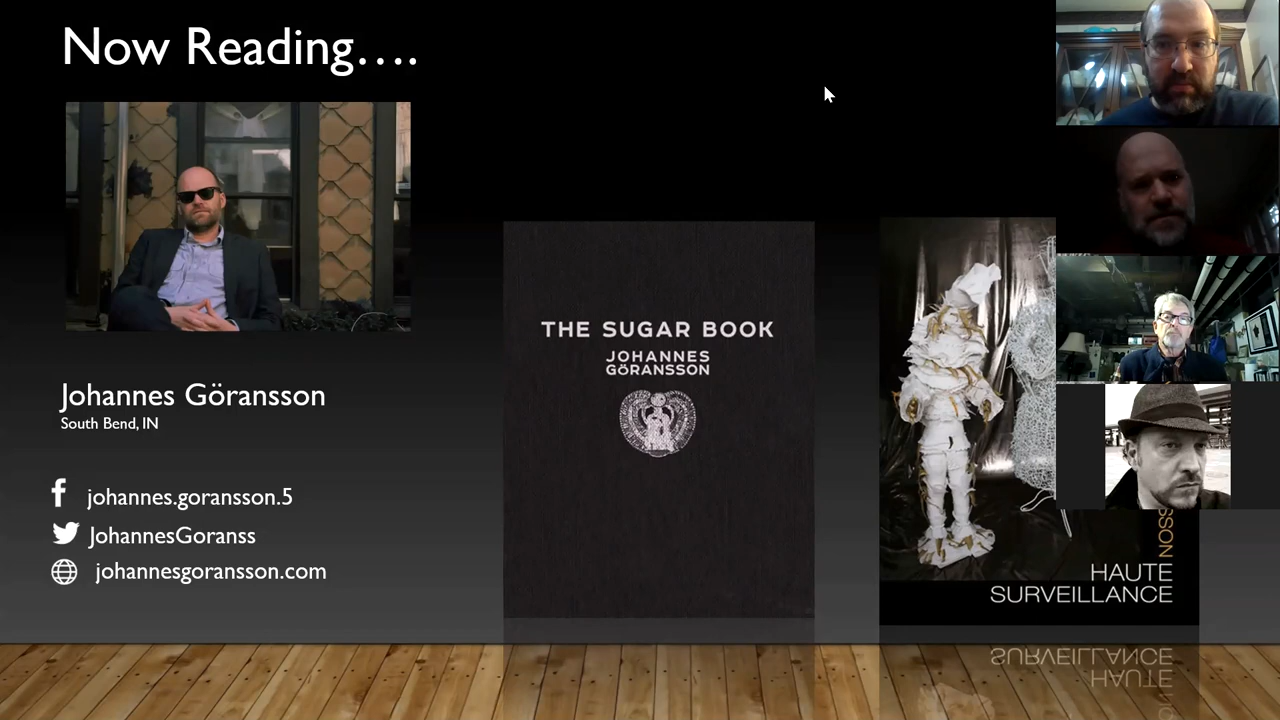 Now Reading….
Johannes Göransson
South Bend, IN
johannes.goransson.5
JohannesGoranss
johannesgoransson.com
THE SUGAR BOOK
JOHANNES
GÖRANSSON
SSON
HAUTE
SURVEILLANCE